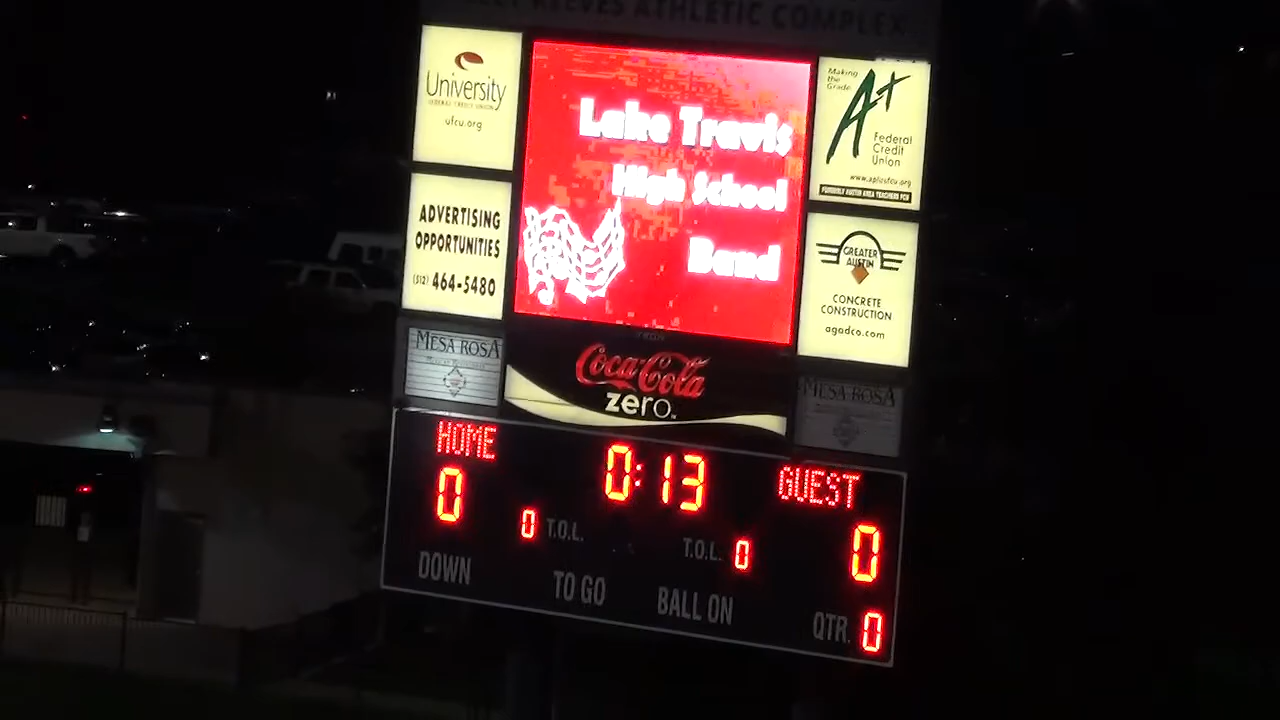 REEVES ATHLETIC COMPLEX
University
FEDERAL CREDIT UNION
ufcu.org
ADVERTISING
OPPORTUNITIES
(512) 464-5480
MESA ROSA
Lake Travis
High School
Band
Making
the
Grade
A+
Federal
Credit
Union
www.aplusfcu.org
FORMERLY AUSTIN AREA TEACHERS FCU
GREATER
AUSTIN
CONCRETE
CONSTRUCTION
agadco.com
MESA ROSA
Coca-Cola
zero
HOME 0:13 GUEST
0 0 T.O.L. T.O.L. 0 0
DOWN TO GO BALL ON QTR. 0